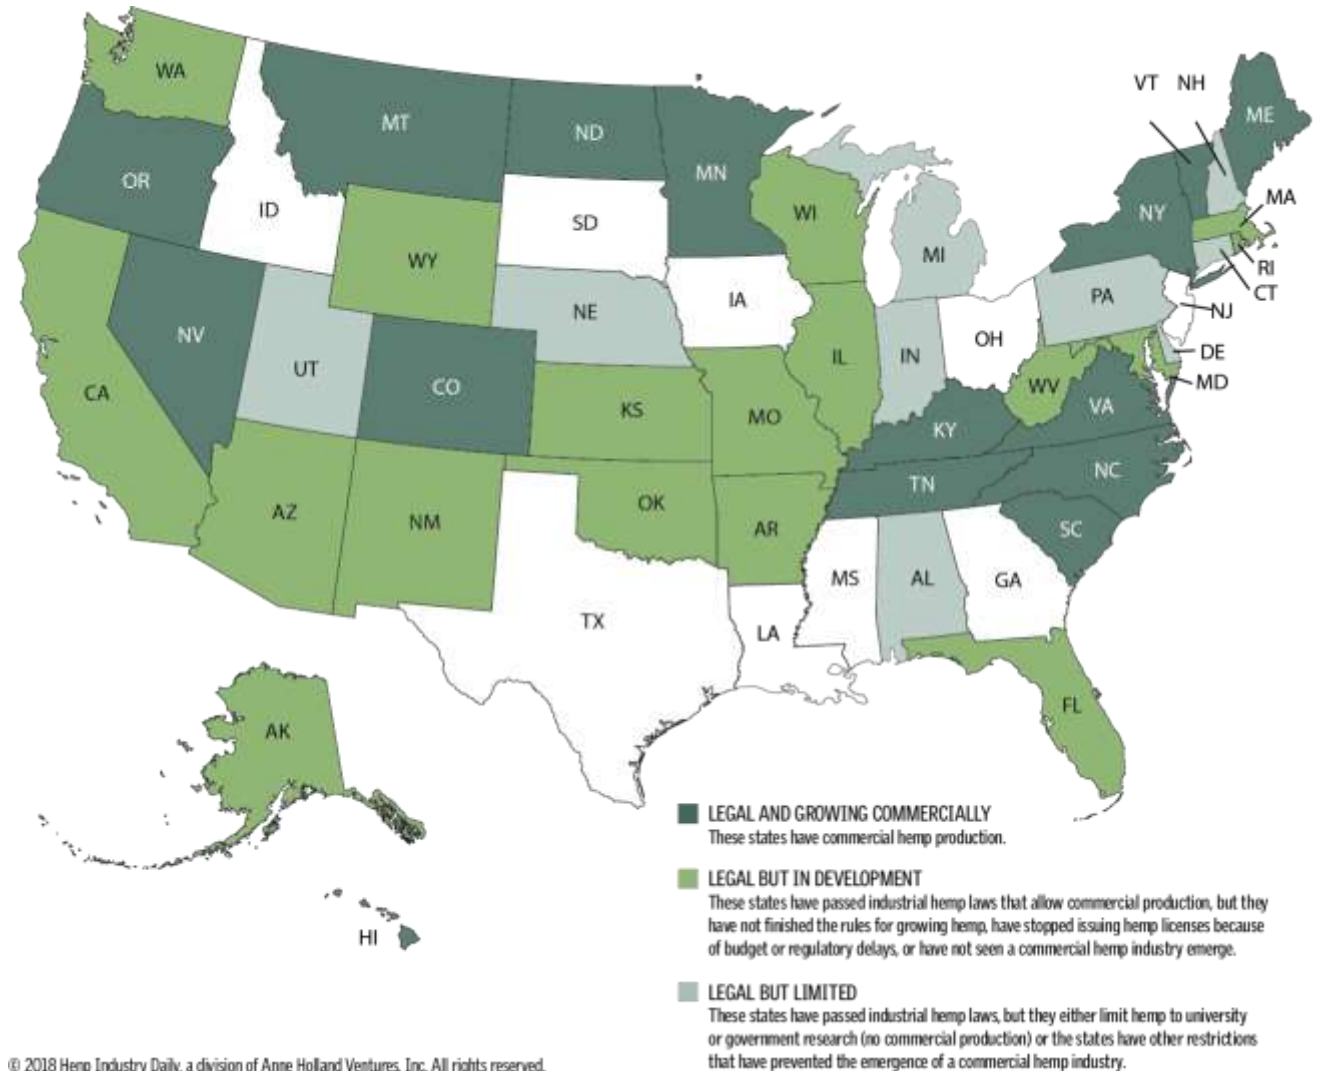 WA
VT NH
ME
MT
ND
MN
OR
ID
SD
WI
NY
MA
WY
MI
RI
CT
NV
NE
IA
PA
NJ
UT
CO
IL
IN
OH
DE
MD
CA
KS
MO
WV
VA
KY
NC
TN
AZ
NM
OK
AR
SC
MS
AL
GA
TX
LA
FL
AK
HI
LEGAL AND GROWING COMMERCIALLY
These states have commercial hemp production.
LEGAL BUT IN DEVELOPMENT
These states have passed industrial hemp laws that allow commercial production, but they
have not finished the rules for growing hemp, have stopped issuing hemp licenses because
of budget or regulatory delays, or have not seen a commercial hemp industry emerge.
LEGAL BUT LIMITED
These states have passed industrial hemp laws, but they either limit hemp to university
or government research (no commercial production) or the states have other restrictions
that have prevented the emergence of a commercial hemp industry.
© 2018 Hemp Industry Daily, a division of Anne Holland Ventures, Inc. All rights reserved.